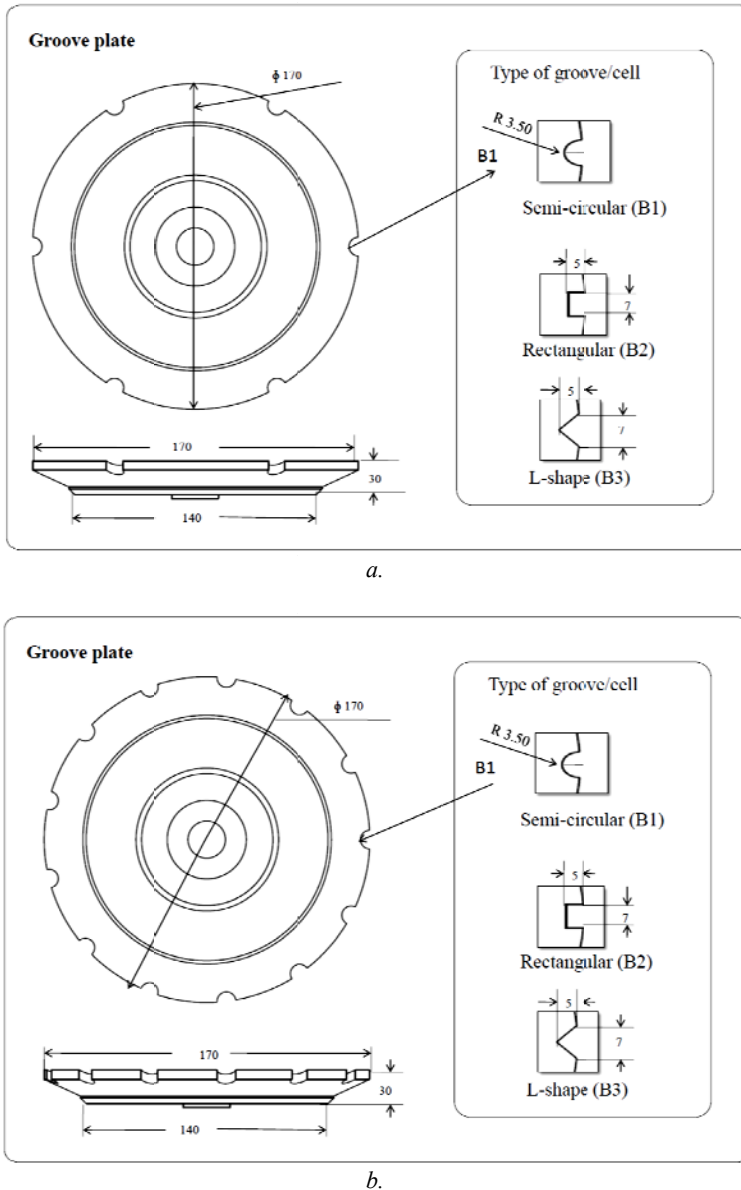 Groove plate
ϕ 170
B1
170
30
140
Type of groove/cell
R 3.50
Semi-circular (B1)
5
7
Rectangular (B2)
5
7
L-shape (B3)
a.
Groove plate
ϕ 170
B1
170
30
140
Type of groove/cell
R 3.50
Semi-circular (B1)
5
7
Rectangular (B2)
5
7
L-shape (B3)
b.